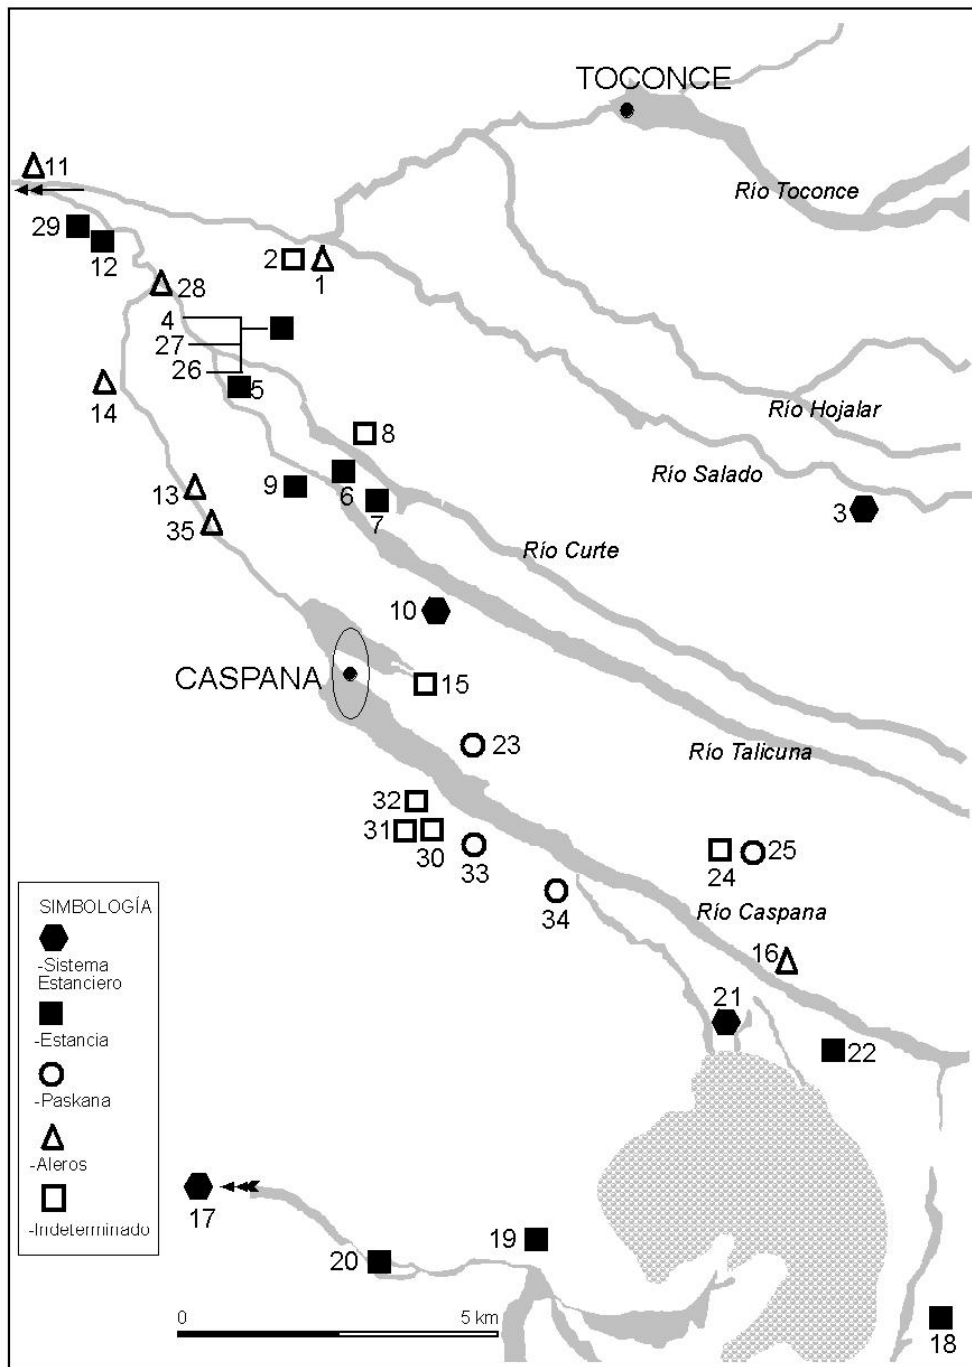 TOCONCE
11
Río Toconce
29
12
2
1
28
4
27
26
5
14
Río Hojalar
8
Río Salado
9
6
7
13
3
35
Río Curte
10
CASPANA
15
23
Río Talicuna
32
31
30
33
24
25
34
Río Caspana
16
21
22
SIMBOLOGÍA
-Sistema
Estanciero
-Estancia
-Paskana
-Aleros
-Indeterminado
17
19
20
18
0
5 km